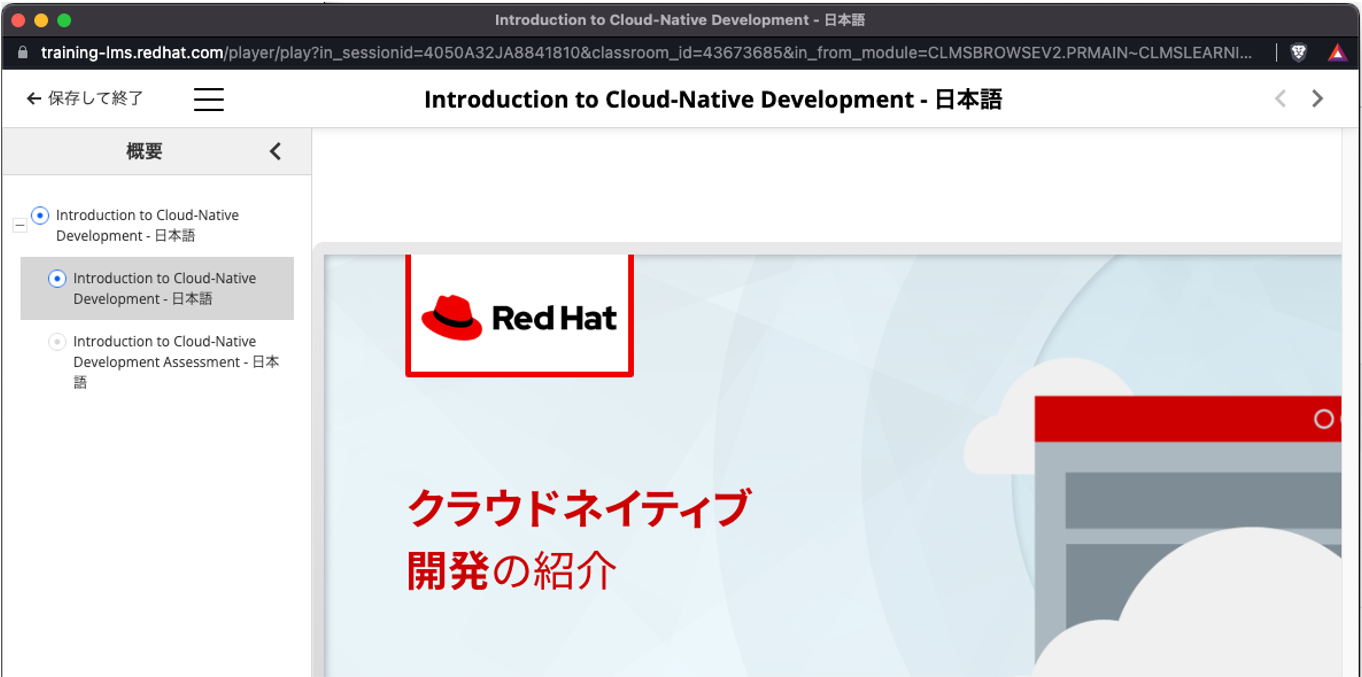 Introduction to Cloud-Native Development - 日本語
training-lms.redhat.com/player/play?in_sessionid=4050A32JA8841810&classroom_id=43673685&in_from_module=CLMSBROWSEV2.PRMAIN~CLMSLEARNI...
保存して終了
Introduction to Cloud-Native Development - 日本語
概要
Introduction to Cloud-Native
Development - 日本語
Introduction to Cloud-Native
Development - 日本語
Introduction to Cloud-Native
Development Assessment - 日本
語
Red Hat
クラウドネイティブ
開発の紹介